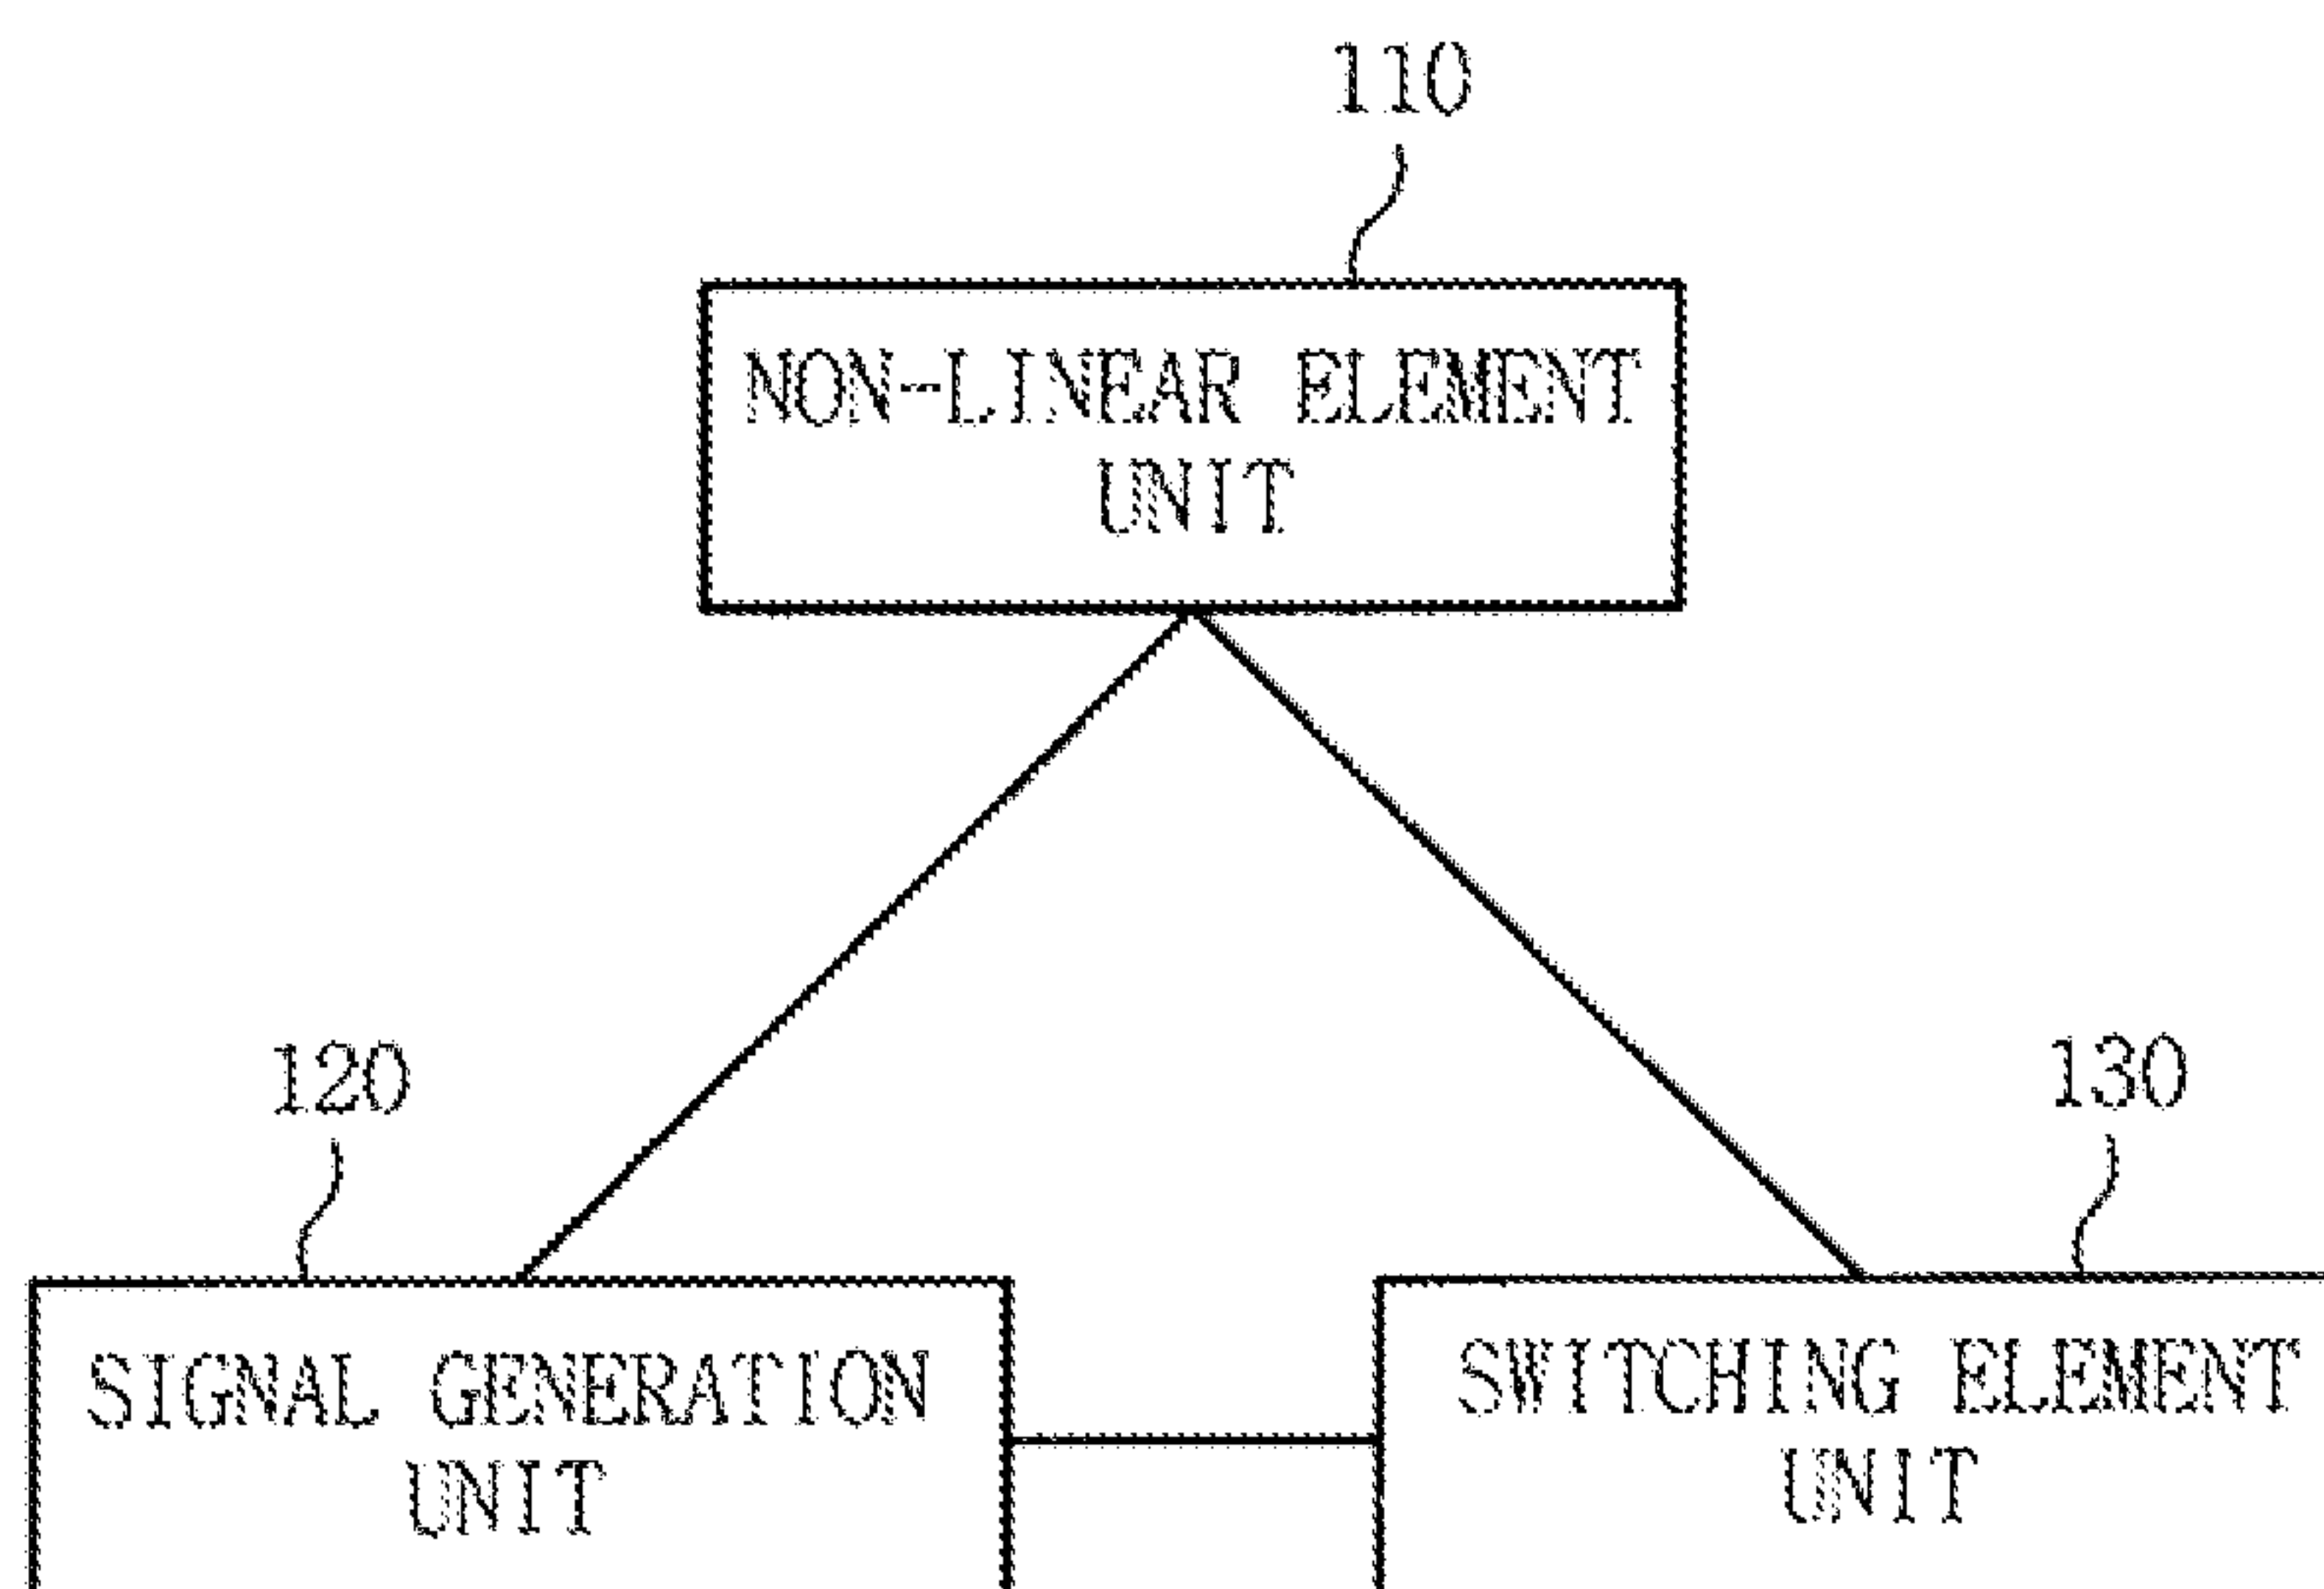 110
NON-LINEAR ELEMENT
UNIT
120
130
SIGNAL GENERATION
UNIT
SWITCHING ELEMENT
UNIT